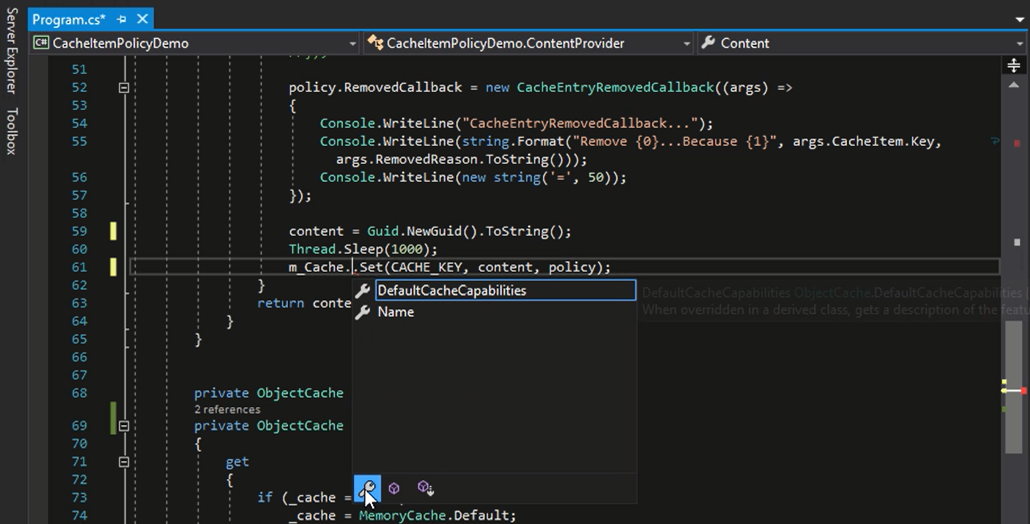 Server Explorer
Toolbox
Program.cs*
C# CacheItemPolicyDemo
CacheItemPolicyDemo.ContentProvider
Content
51
52 policy.RemovedCallback = new CacheEntryRemovedCallback((args) =>
53 {
54 Console.WriteLine("CacheEntryRemovedCallback...");
55 Console.WriteLine(string.Format("Remove {0}...Because {1}", args.CacheItem.Key,
args.RemovedReason.ToString()));
56 Console.WriteLine(new string('=', 50));
57 });
58
59 content = Guid.NewGuid().ToString();
60 Thread.Sleep(1000);
61 m_Cache..Set(CACHE_KEY, content, policy);
62 }
DefaultCacheCapabilities
DefaultCacheCapabilities ObjectCache.DefaultCacheCapabilities
63 return conte
Name
When overridden in a derived class, gets a description of the featu
64 }
65 }
66
67
68 private ObjectCache
2 references
69 private ObjectCache
70 {
71 get
72 {
73 if (_cache =
74 _cache = MemoryCache.Default;